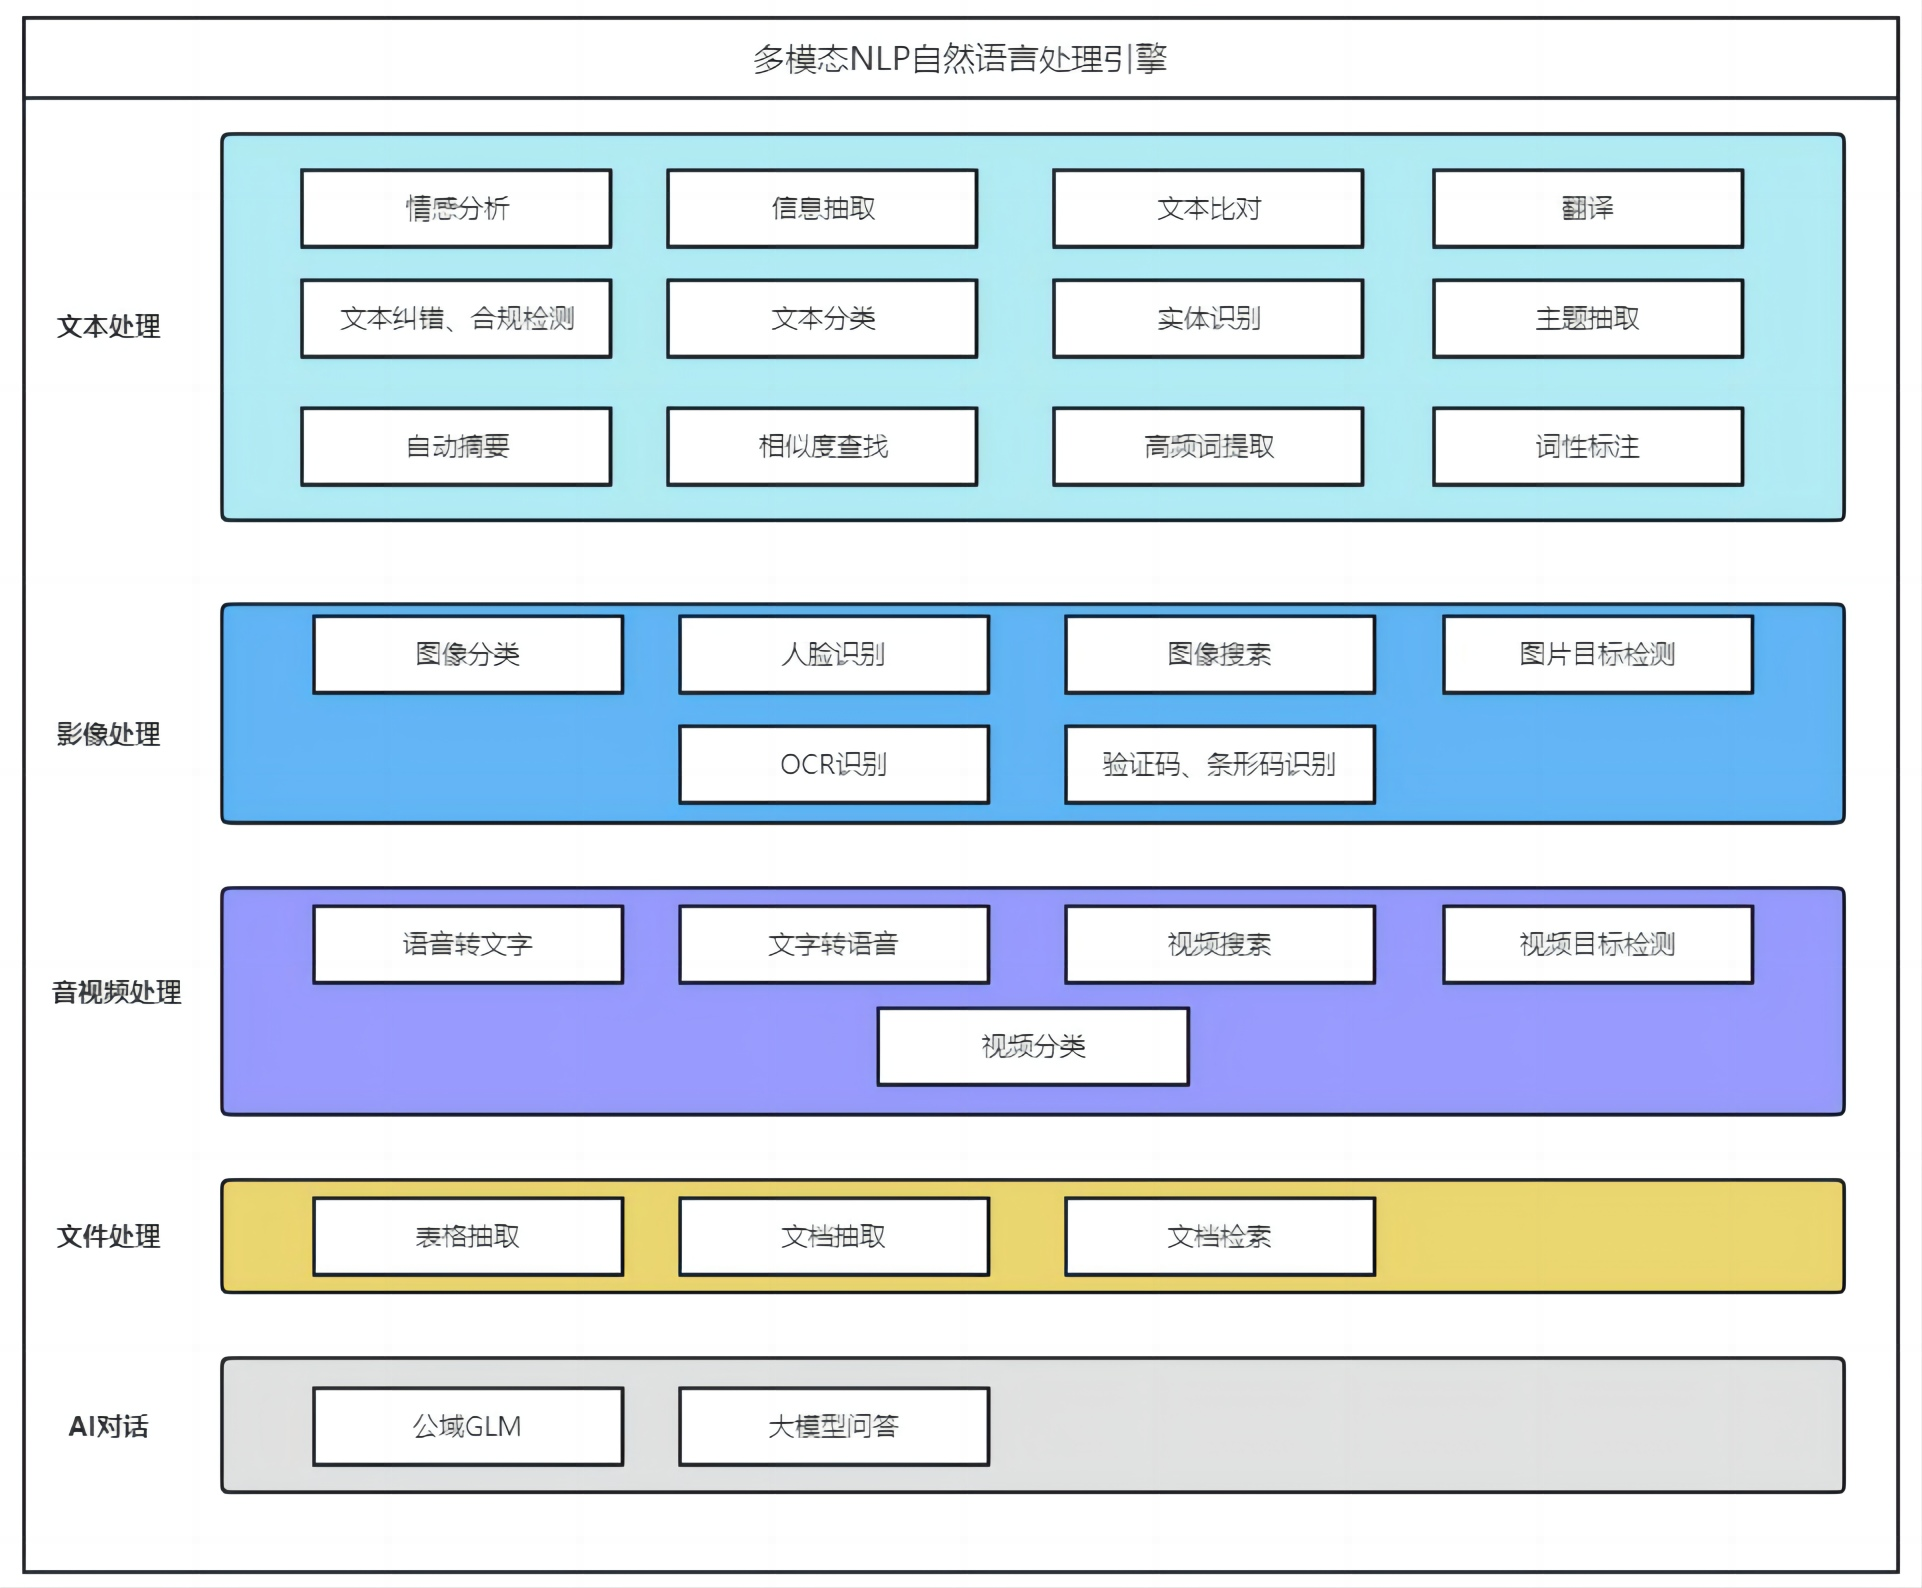 多模态NLP自然语言处理引擎
文本处理
情感分析
信息抽取
文本比对
翻译
文本纠错、合规检测
文本分类
实体识别
主题抽取
自动摘要
相似度查找
高频词提取
词性标注
影像处理
图像分类
人脸识别
图像搜素
图片目标检测
OCR识别
验证码、条形码识别
音视频处理
语音转文字
文字转语音
视频搜素
视频目标检测
视频分类
文件处理
表格抽取
文档抽取
文档检素
AI对话
公域GLM
大模型问答